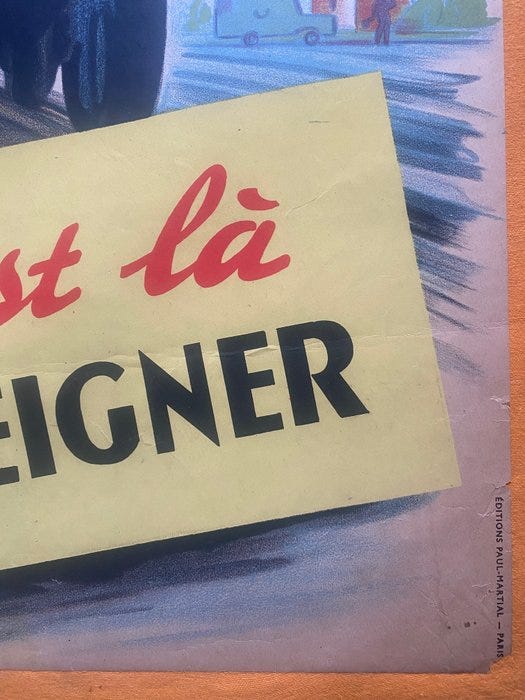 st là
EIGNER
ÉDITIONS PAUL-MARTIAL — PARIS